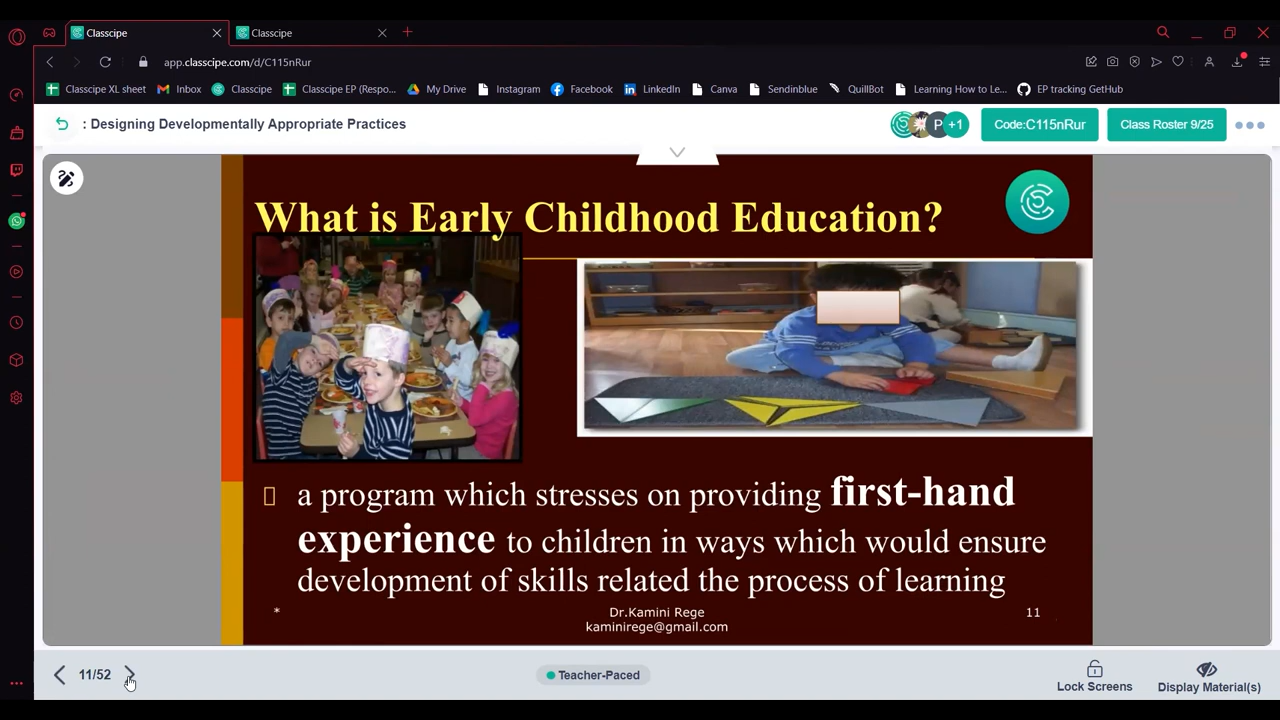 Classcipe
Classcipe
app.classcipe.com/d/C115nRur
Classcipe XL sheet
Inbox
Classcipe
Classcipe EP (Respo...
My Drive
Instagram
Facebook
LinkedIn
Canva
Sendinblue
QuillBot
Learning How to Le...
EP tracking GetHub
: Designing Developmentally Appropriate Practices
P
+1
Code:C115nRur
Class Roster 9/25
What is Early Childhood Education?
a program which stresses on providing first-hand
experience to children in ways which would ensure
development of skills related the process of learning
*
Dr.Kamini Rege
kaminirege@gmail.com
11
11/52
Teacher-Paced
Lock Screens
Display Material(s)